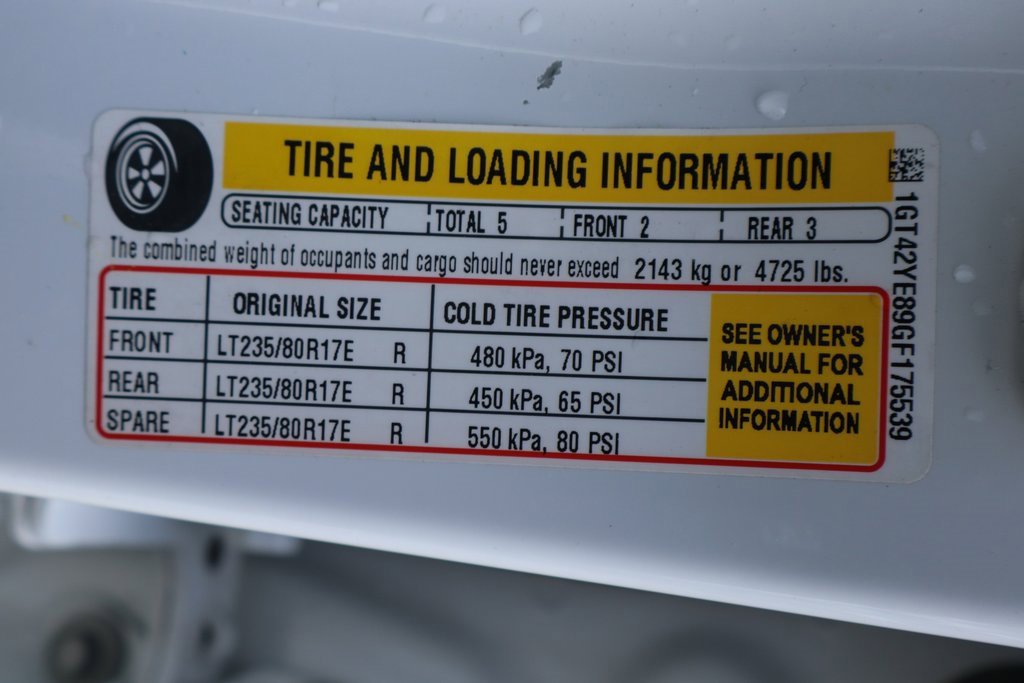 TIRE AND LOADING INFORMATION
SEATING CAPACITY TOTAL 5 FRONT 2 REAR 3
The combined weight of occupants and cargo should never exceed 2143 kg or 4725 lbs.
TIRE ORIGINAL SIZE COLD TIRE PRESSURE
FRONT LT235/80R17E R 480 kPa, 70 PSI
REAR LT235/80R17E R 450 kPa, 65 PSI
SPARE LT235/80R17E R 550 kPa, 80 PSI
SEE OWNER'S
MANUAL FOR
ADDITIONAL
INFORMATION
1GT42YE89GF175539